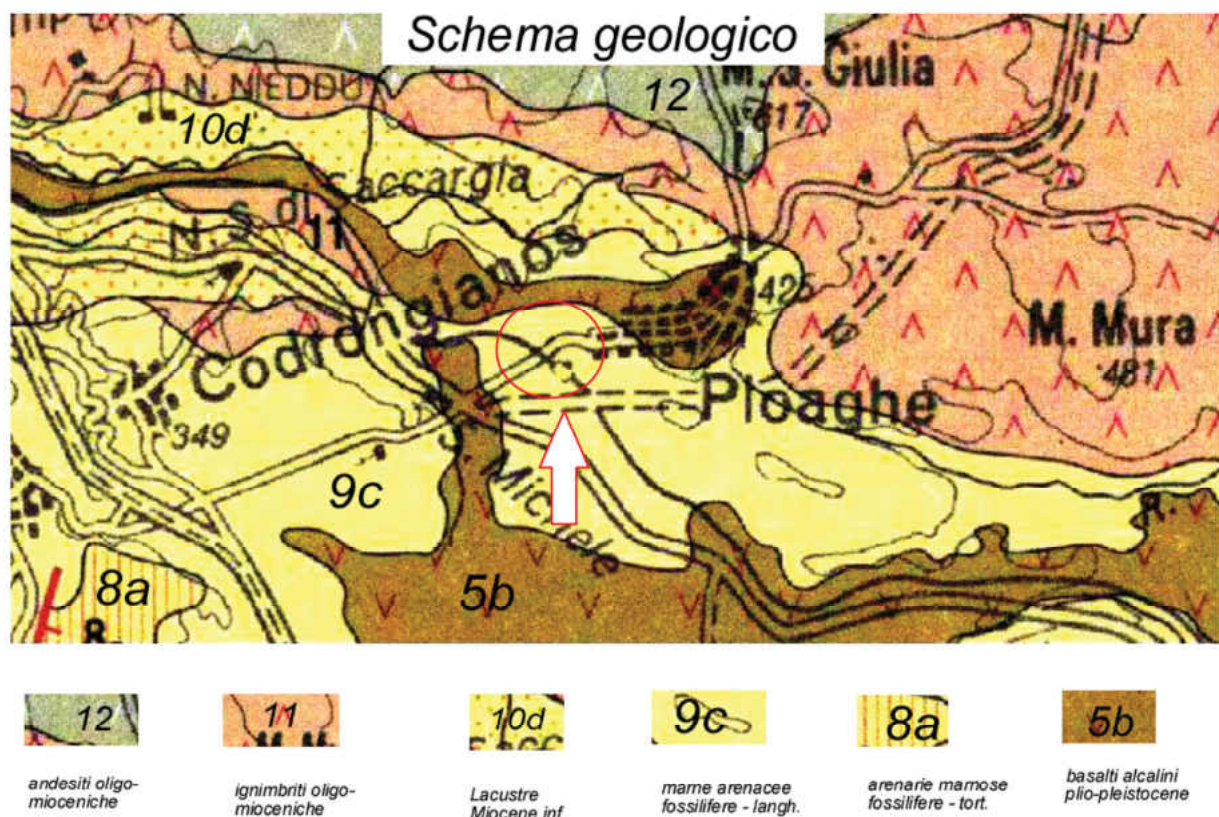 Schema geologico
12
M. S. Giulia
617
N. NIEDDU
10d
N. S. di Saccargia
11
Codrongianos
425
M. Mura
481
Ploaghe
349
9c
Michele
8a
8
5b
12
11
10d
9c
8a
5b
andesiti oligo-
mioceniche
ignimbriti oligo-
mioceniche
Lacustre
Miocene inf
marne arenacee
fossilifere - langh.
arenarie marnose
fossilifere - tort.
basalti alcalini
plio-pleistocene